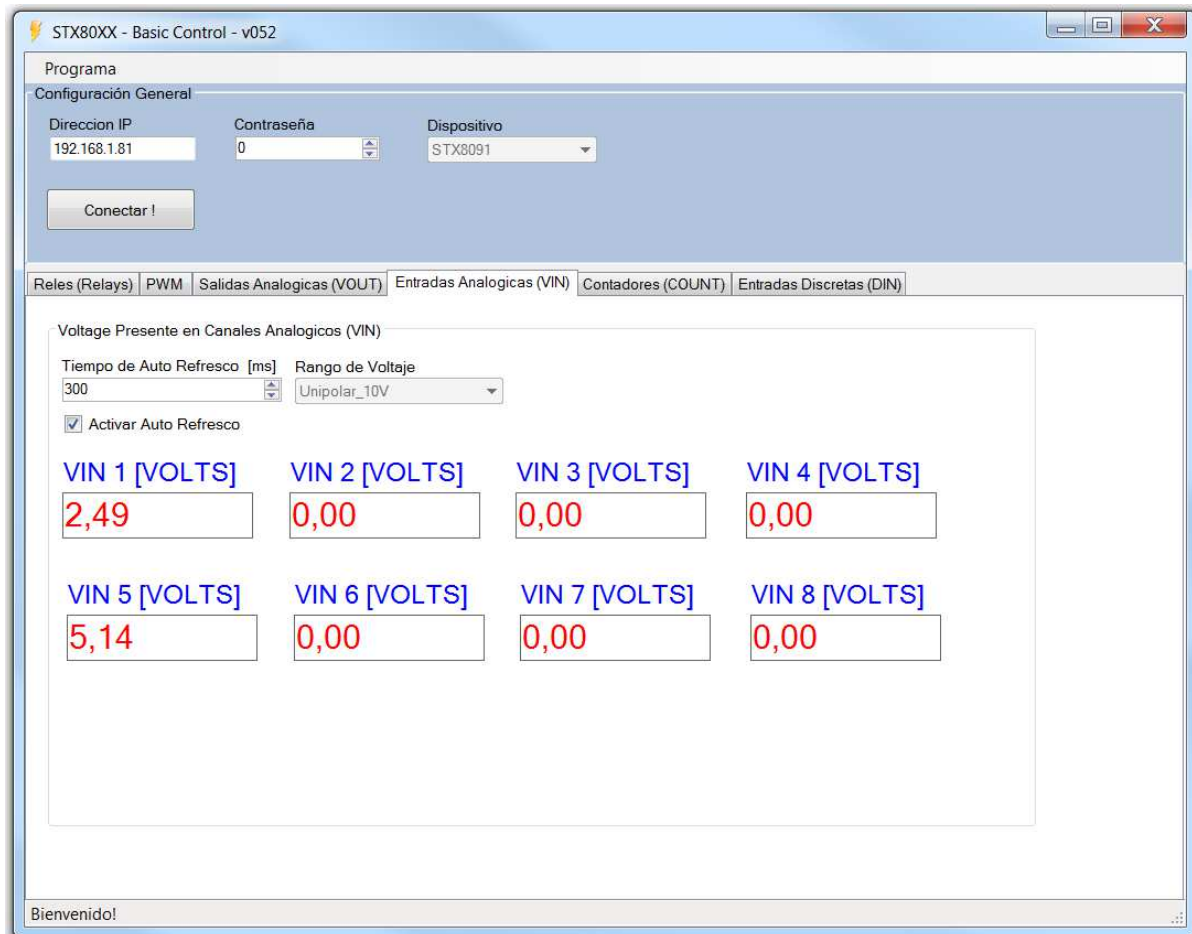 STX80XX - Basic Control - v052
Programa
Configuración General
Direccion IP Contraseña Dispositivo
192.168.1.81 0 STX8091
Conectar !
Reles (Relays) PWM Salidas Analogicas (VOUT) Entradas Analogicas (VIN) Contadores (COUNT) Entradas Discretas (DIN)
Voltage Presente en Canales Analogicos (VIN)
Tiempo de Auto Refresco [ms] Rango de Voltaje
300 Unipolar_10V
Activar Auto Refresco
VIN 1 [VOLTS] VIN 2 [VOLTS] VIN 3 [VOLTS] VIN 4 [VOLTS]
2,49 0,00 0,00 0,00
VIN 5 [VOLTS] VIN 6 [VOLTS] VIN 7 [VOLTS] VIN 8 [VOLTS]
5,14 0,00 0,00 0,00
Bienvenido!